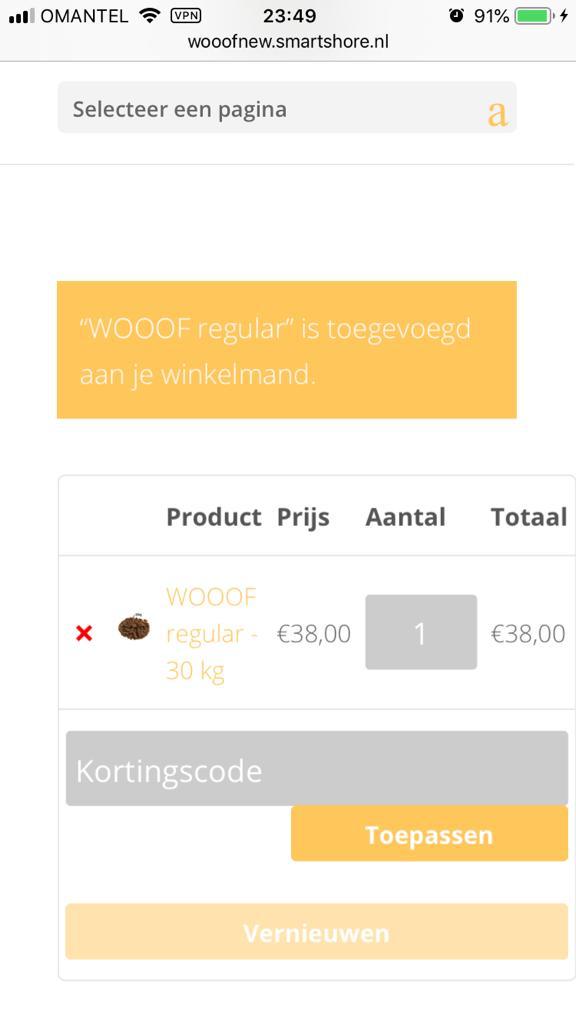 OMANTEL VPN 23:49 91%
wooofnew.smartshore.nl
Selecteer een pagina a
“WOOOF regular” is toegevoegd
aan je winkelmand.
Product Prijs Aantal Totaal
WOOOF
regular -
30 kg
€38,00 1 €38,00
Kortingscode
Toepassen
Vernieuwen